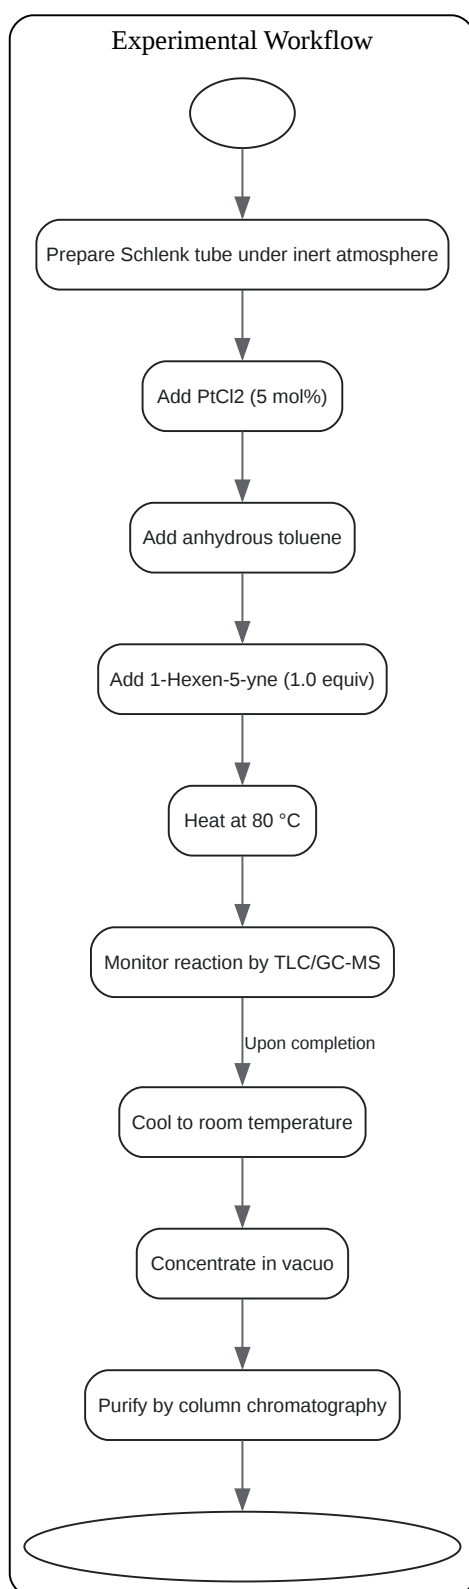 Experimental Workflow
Prepare Schlenk tube under inert atmosphere
Add PtCl2 (5 mol%)
Add anhydrous toluene
Add 1-Hexen-5-yne (1.0 equiv)
Heat at 80 °C
Monitor reaction by TLC/GC-MS
Upon completion
Cool to room temperature
Concentrate in vacuo
Purify by column chromatography